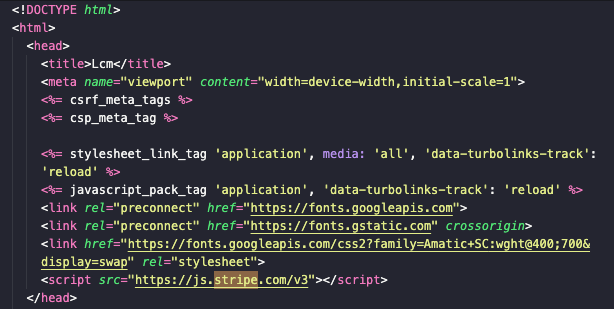 <!DOCTYPE html>
<html>
<head>
<title>Lcm</title>
<meta name="viewport" content="width=device-width,initial-scale=1">
<%= csrf_meta_tags %>
<%= csp_meta_tag %>
<%= stylesheet_link_tag 'application', media: 'all', 'data-turbolinks-track':
'reload' %>
<%= javascript_pack_tag 'application', 'data-turbolinks-track': 'reload' %>
<link rel="preconnect" href="https://fonts.googleapis.com">
<link rel="preconnect" href="https://fonts.gstatic.com" crossorigin>
<link href="https://fonts.googleapis.com/css2?family=Amatic+SC:wght@400;700&
display=swap" rel="stylesheet">
<script src="https://js.stripe.com/v3"></script>
</head>